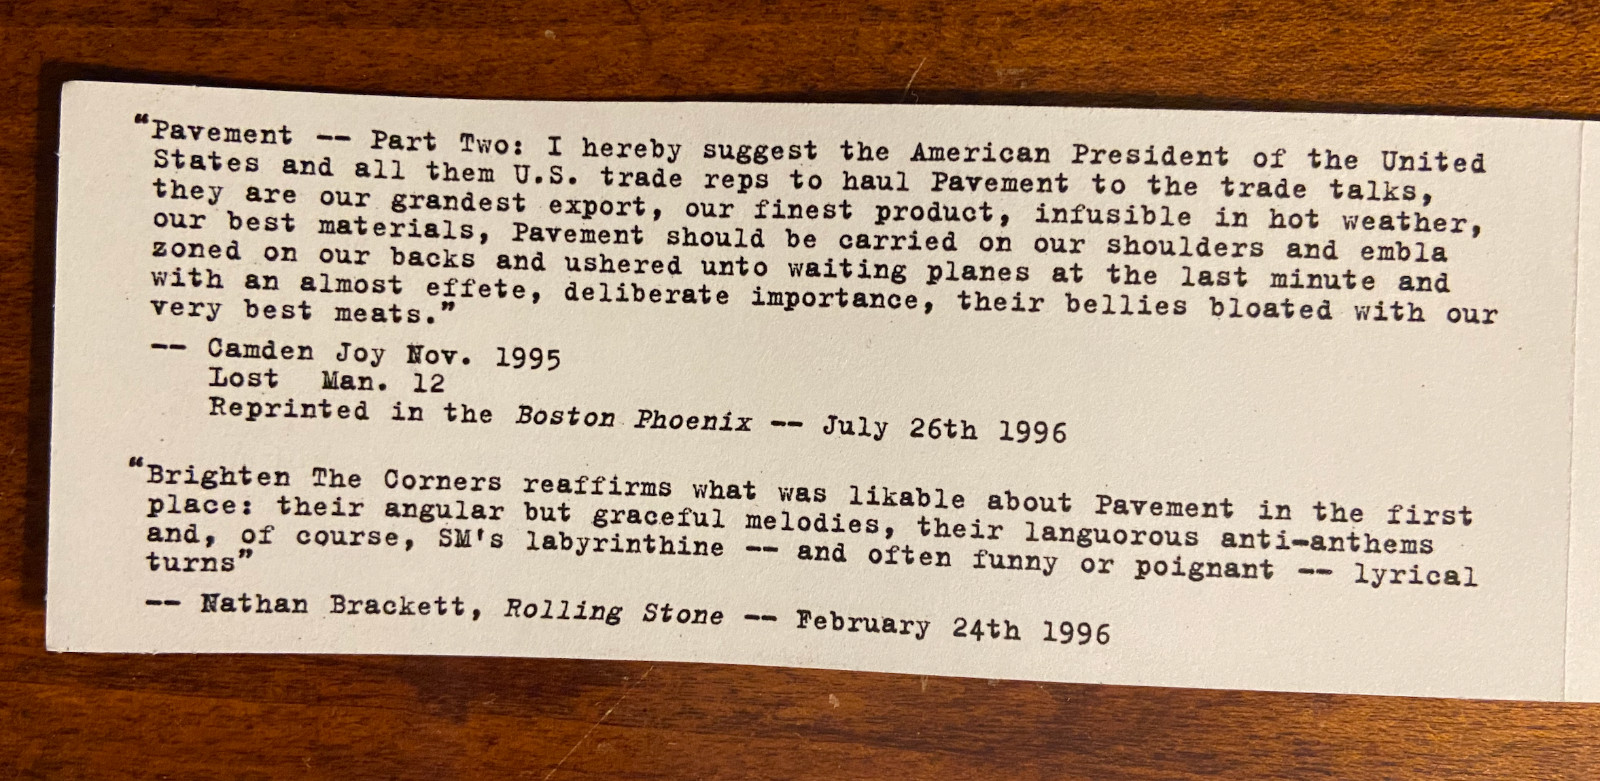 “Pavement -- Part Two: I hereby suggest the American President of the United
States and all them U.S. trade reps to haul Pavement to the trade talks,
they are our grandest export, our finest product, infusible in hot weather,
our best materials, Pavement should be carried on our shoulders and embla
zoned on our backs and ushered unto waiting planes at the last minute and
with an almost effete, deliberate importance, their bellies bloated with our
very best meats.”
-- Camden Joy Nov. 1995
Lost Man. 12
Reprinted in the Boston Phoenix -- July 26th 1996
“Brighten The Corners reaffirms what was likable about Pavement in the first
place: their angular but graceful melodies, their languorous anti-anthems
and, of course, SM's labyrinthine -- and often funny or poignant -- lyrical
turns”
-- Nathan Brackett, Rolling Stone -- February 24th 1996